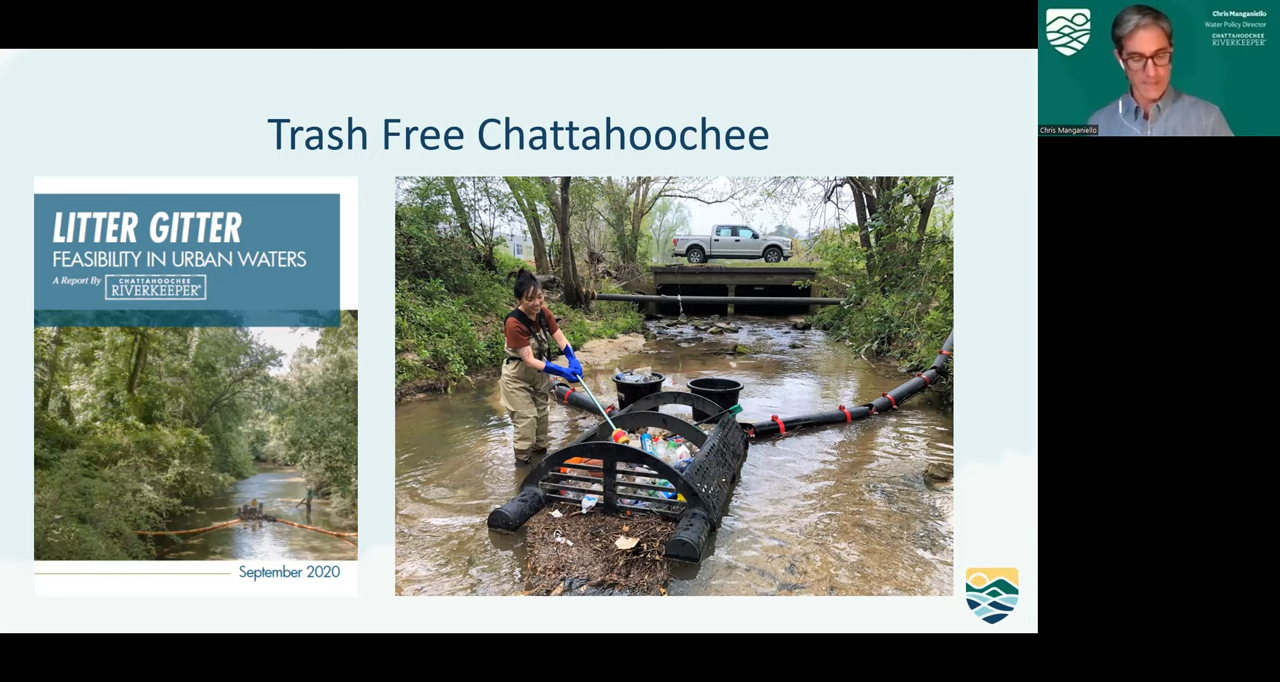 Trash Free Chattahoochee
LITTER GITTER
FEASIBILITY IN URBAN WATERS
A Report By
CHATTAHOOCHEE
RIVERKEEPER®
September 2020
Chris Manganiello
Water Policy Director
CHATTAHOOCHEE
RIVERKEEPER®
Chris Manganiello